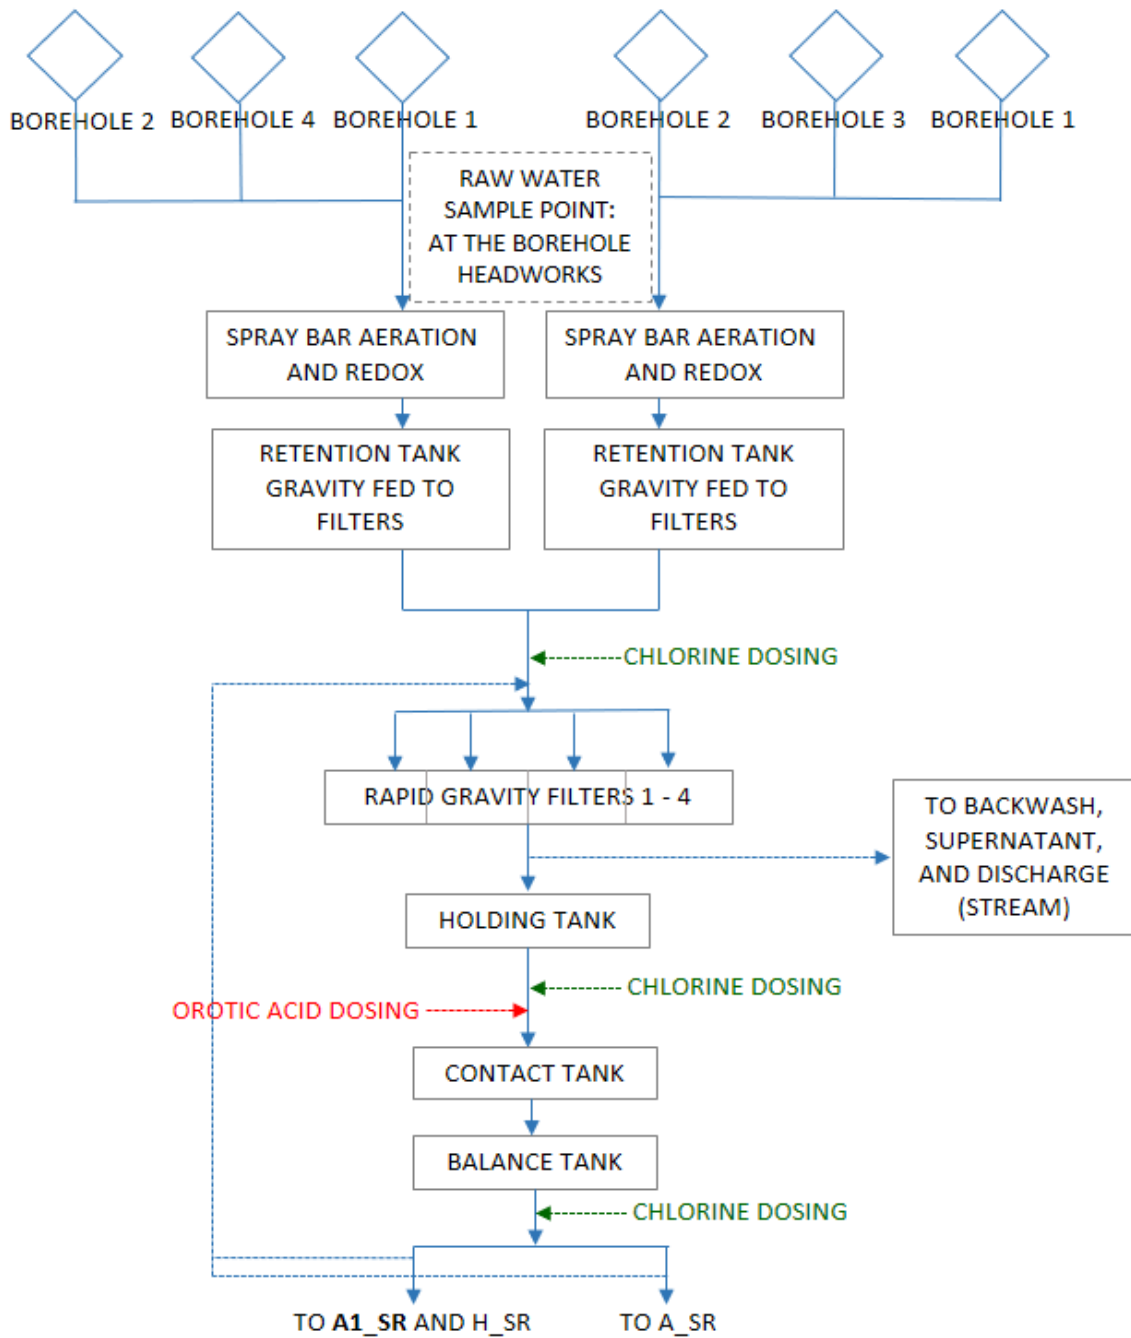 BOREHOLE 2
BOREHOLE 4
BOREHOLE 1
BOREHOLE 2
BOREHOLE 3
BOREHOLE 1
RAW WATER
SAMPLE POINT:
AT THE BOREHOLE
HEADWORKS
SPRAY BAR AERATION
AND REDOX
SPRAY BAR AERATION
AND REDOX
RETENTION TANK
GRAVITY FED TO
FILTERS
RETENTION TANK
GRAVITY FED TO
FILTERS
CHLORINE DOSING
RAPID GRAVITY FILTERS 1 - 4
TO BACKWASH,
SUPERNATANT,
AND DISCHARGE
(STREAM)
HOLDING TANK
CHLORINE DOSING
OROTIC ACID DOSING
CONTACT TANK
BALANCE TANK
CHLORINE DOSING
TO A1_SR AND H_SR
TO A_SR